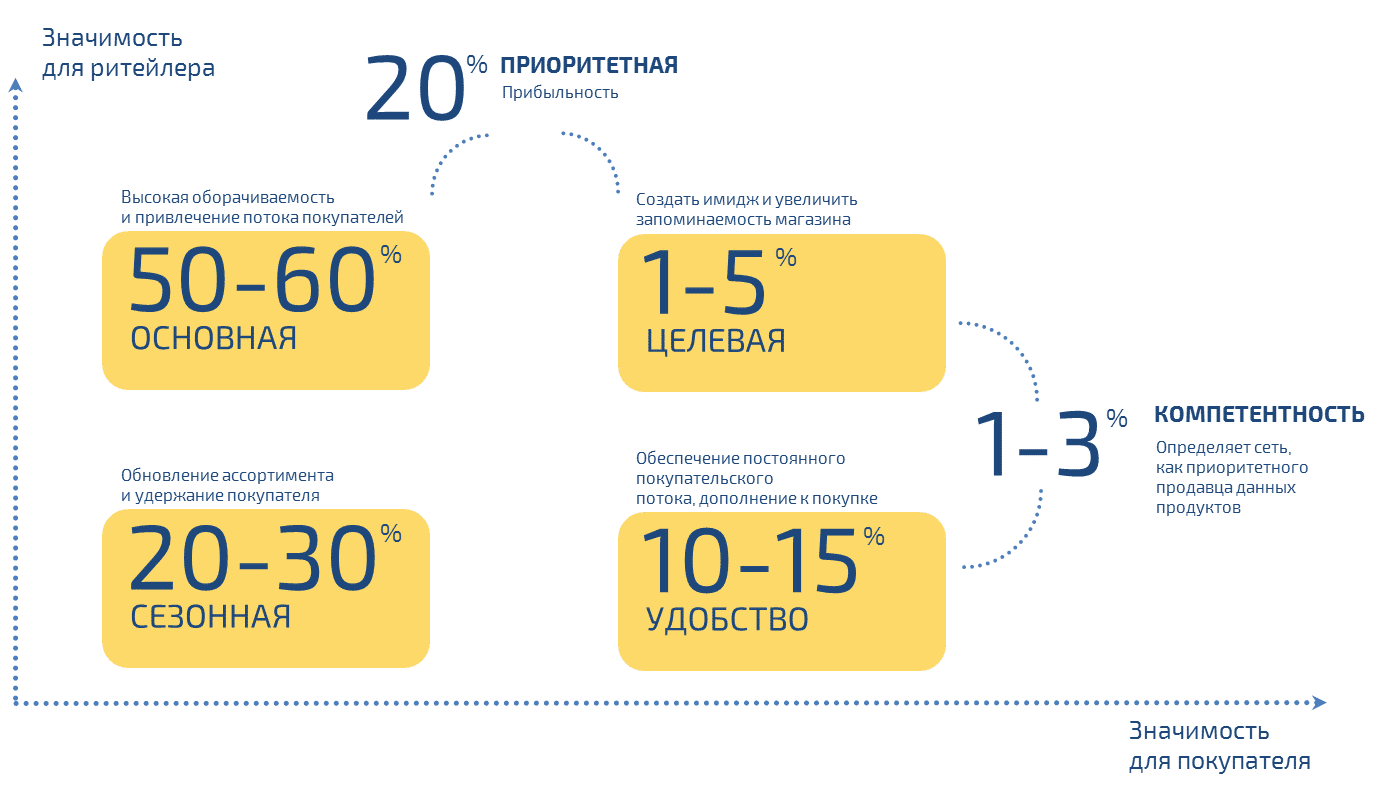 Значимость
для ритейлера
20%
ПРИОРИТЕТНАЯ
Прибыльность
Высокая оборачиваемость
и привлечение потока покупателей
50-60%
ОСНОВНАЯ
Создать имидж и увеличить
запоминаемость магазина
1-5%
ЦЕЛЕВАЯ
1-3%
КОМПЕТЕНТНОСТЬ
Определяет сеть,
как приоритетного
продавца данных
продуктов
Обновление ассортимента
и удержание покупателя
20-30%
СЕЗОННАЯ
Обеспечение постоянного
покупательского
потока, дополнение к покупке
10-15%
УДОБСТВО
Значимость
для покупателя